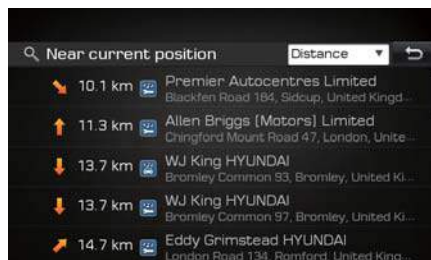 Near current position
Distance
10.1 km Premier Autocentres Limited
Blackfen Road 184, Sidcup, United Kingd...
11.3 km Allen Briggs (Motors) Limited
Chingford Mount Road 47, London, Unite...
13.7 km WJ King HYUNDAI
Bromley Common 93, Bromley, United Ki...
13.7 km WJ King HYUNDAI
Bromley Common 97, Bromley, United Ki...
14.7 km Eddy Grimstead HYUNDAI
London Road 134, Romford, United King...